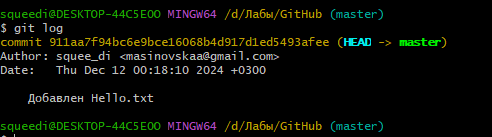 squeedi@DESKTOP-44C5EOO MINGW64 /d/Лабы/GitHub (master)
$ git log
commit 911aa7f94bc6e9bce16068b4d917d1ed5493afee (HEAD -> master)
Author: squee_di <masinovskaa@gmail.com>
Date:   Thu Dec 12 00:18:10 2024 +0300

    Добавлен Hello.txt

squeedi@DESKTOP-44C5EOO MINGW64 /d/Лабы/GitHub (master)